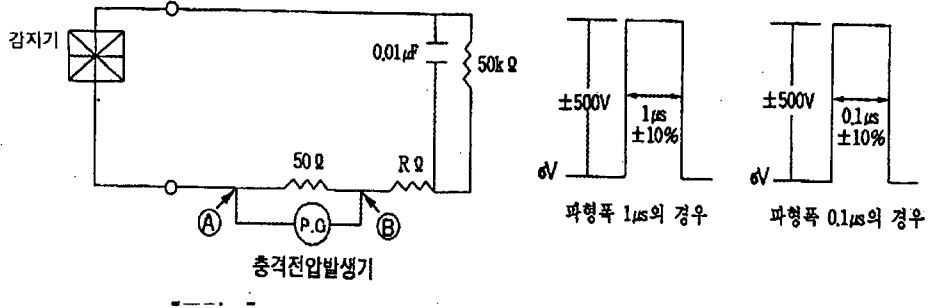 감지기
0.01㎌
50kΩ
50Ω
RΩ
Ⓐ
P.G
Ⓑ
충격전압발생기
±500V
1㎲
±10%
0V
파형폭 1㎲의 경우
±500V
0.1㎲
±10%
0V
파형폭 0.1㎲의 경우